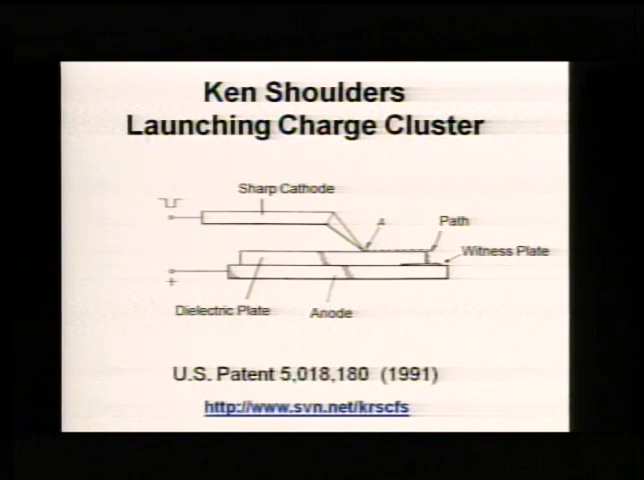 Ken Shoulders
Launching Charge Cluster
Sharp Cathode
A
Path
Witness Plate
+
Dielectric Plate
Anode
U.S. Patent 5,018,180 (1991)
http://www.svn.net/krscfs